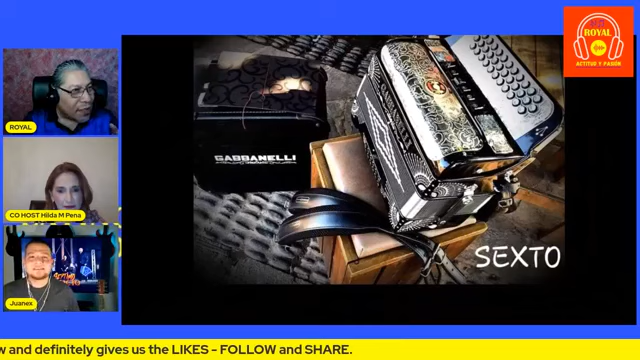 ROYAL
ACTITUD Y PASIÓN
ROYAL
CO HOST Hilda M Pena
Juanex
GABBANELLI
GABBANELLI
SEXTO
w and definitely gives us the LIKES - FOLLOW and SHARE.